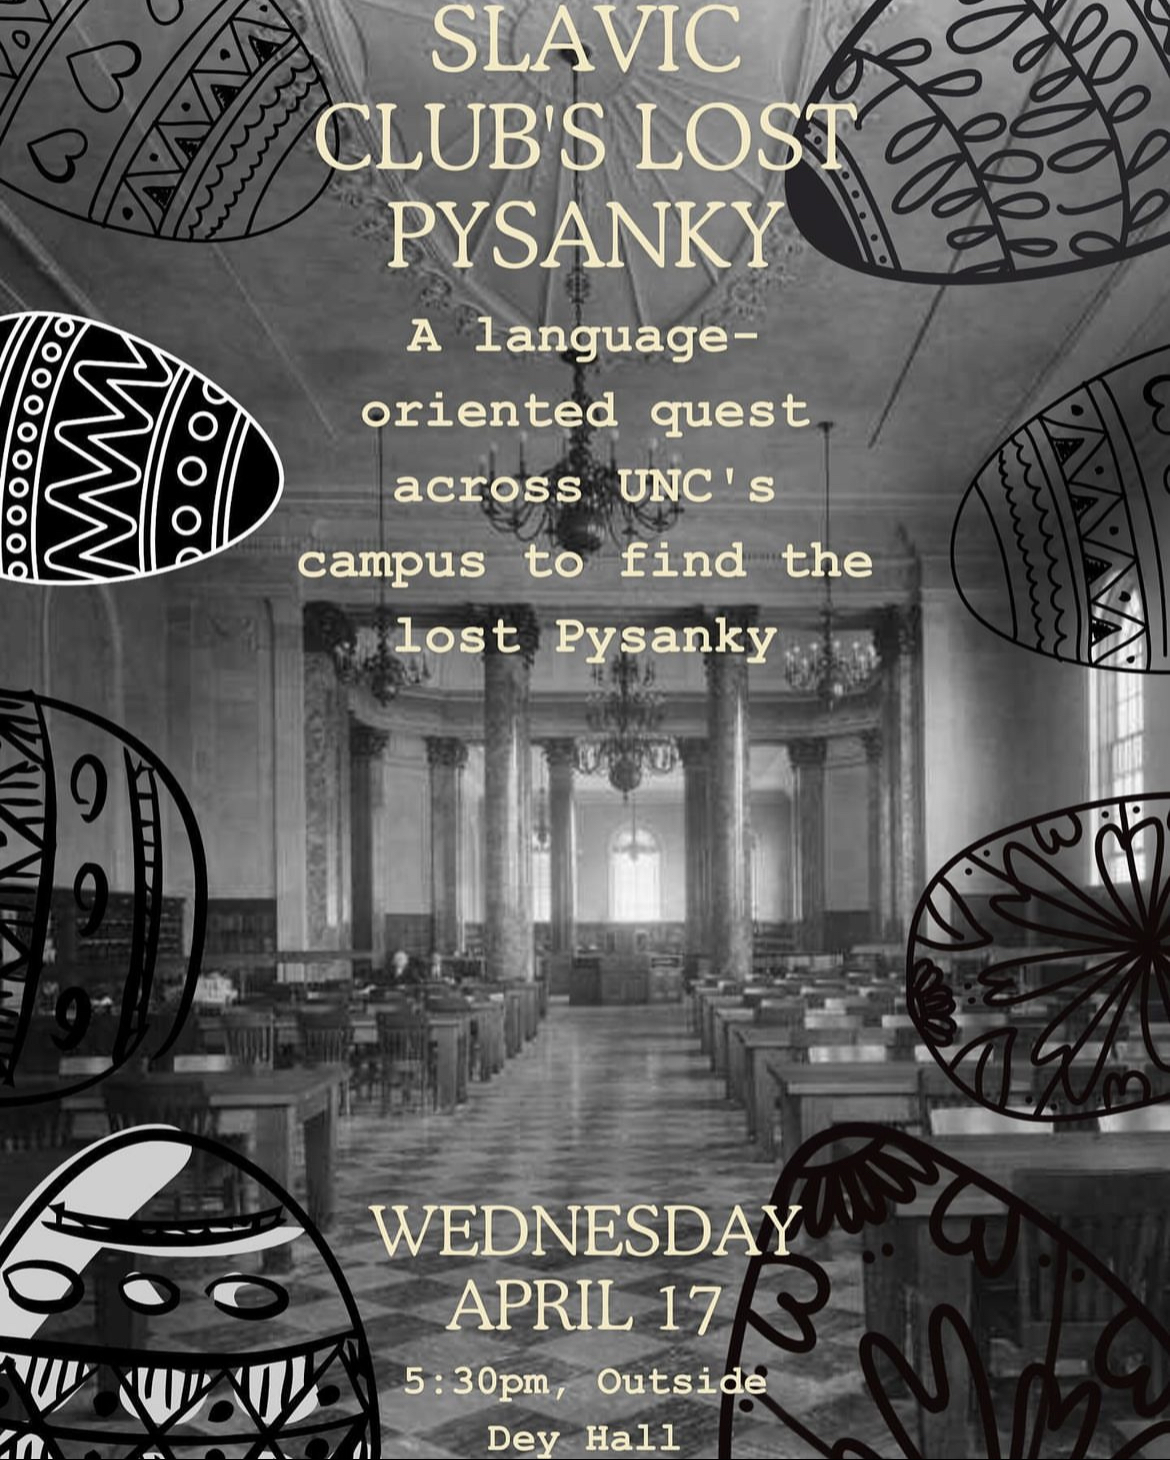 SLAVIC
CLUB'S LOST
PYSANKY
A language-
oriented quest
across UNC's
campus to find the
lost Pysanky
WEDNESDAY
APRIL 17
5:30pm, Outside
Dey Hall